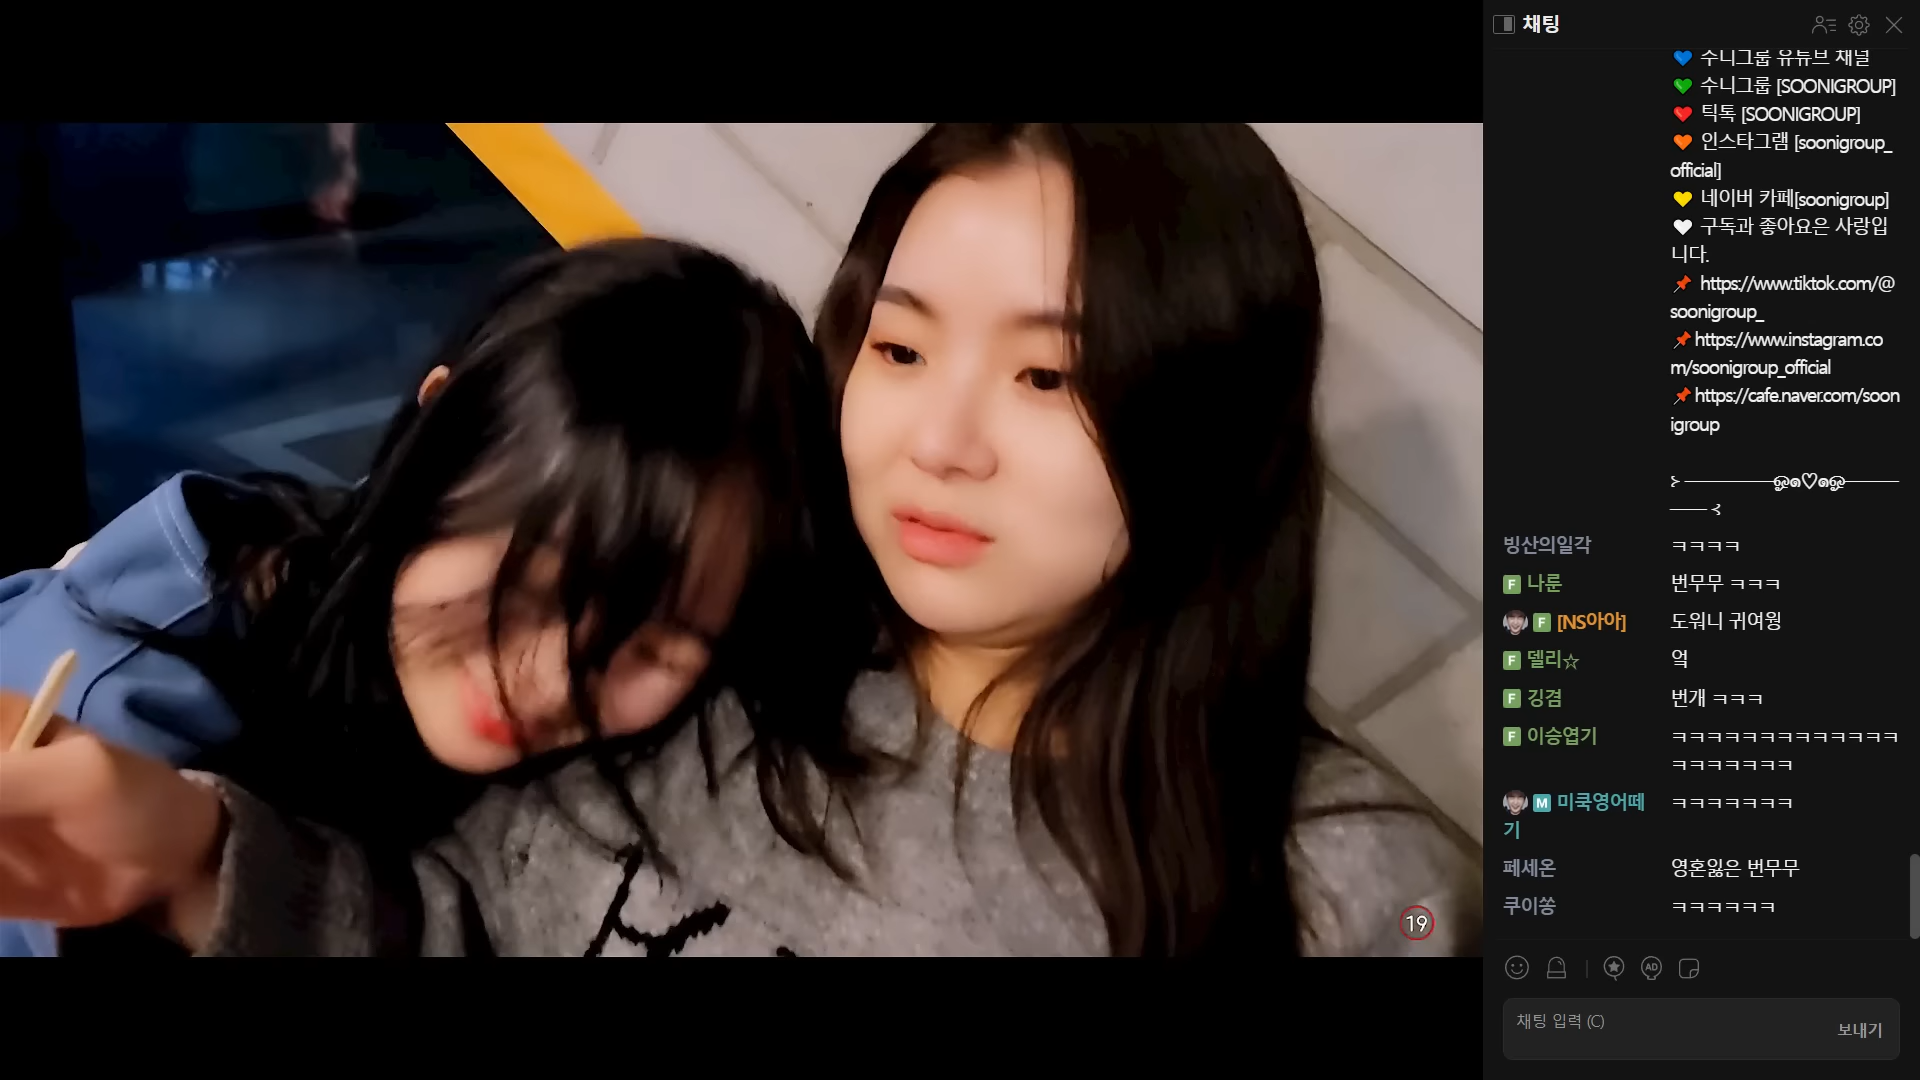 채팅
💙 수니그룹 유튜브 채널
💚 수니그룹 [SOONIGROUP]
❤️ 틱톡 [SOONIGROUP]
🧡 인스타그램 [soonigroup_
official]
💛 네이버 카페[soonigroup]
🤍 구독과 좋아요은 사랑입
니다.
📌 https://www.tiktok.com/@
soonigroup_
📌https://www.instagram.co
m/soonigroup_official
📌https://cafe.naver.com/soon
igroup
빙산의일각 ㅋㅋㅋㅋ
F 나룬 번무무 ㅋㅋㅋ
F [NS아아] 도워니 귀여웡
F 델리☆ 엌
F 깅겸 번개 ㅋㅋㅋ
F 이승엽기 ㅋㅋㅋㅋㅋㅋㅋㅋㅋㅋㅋㅋㅋ
ㅋㅋㅋㅋㅋㅋㅋ
M 미쿡영어떼 ㅋㅋㅋㅋㅋㅋㅋ
기
페세온 영혼잃은 번무무
쿠이쏭 ㅋㅋㅋㅋㅋㅋ
19
AD
채팅 입력 (C)
보내기